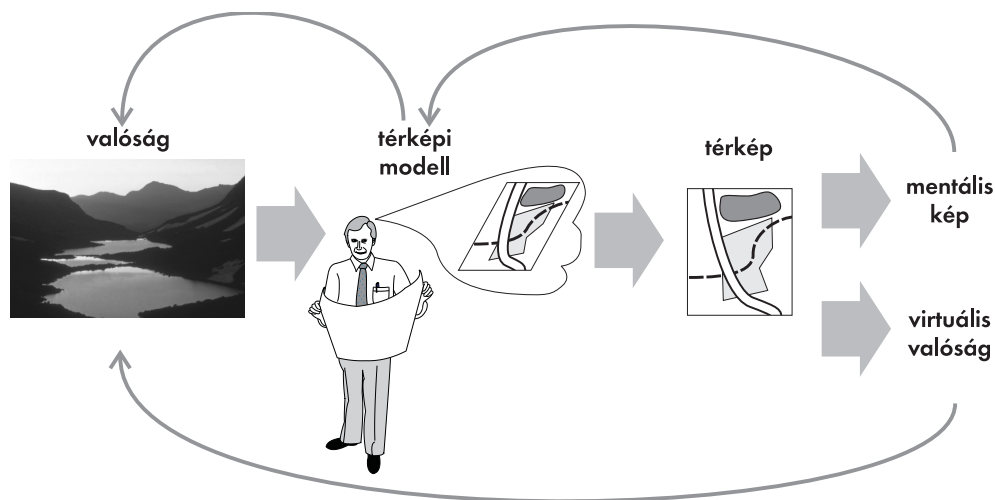 valóság
térképi
modell
térkép
mentális
kép
virtuális
valóság